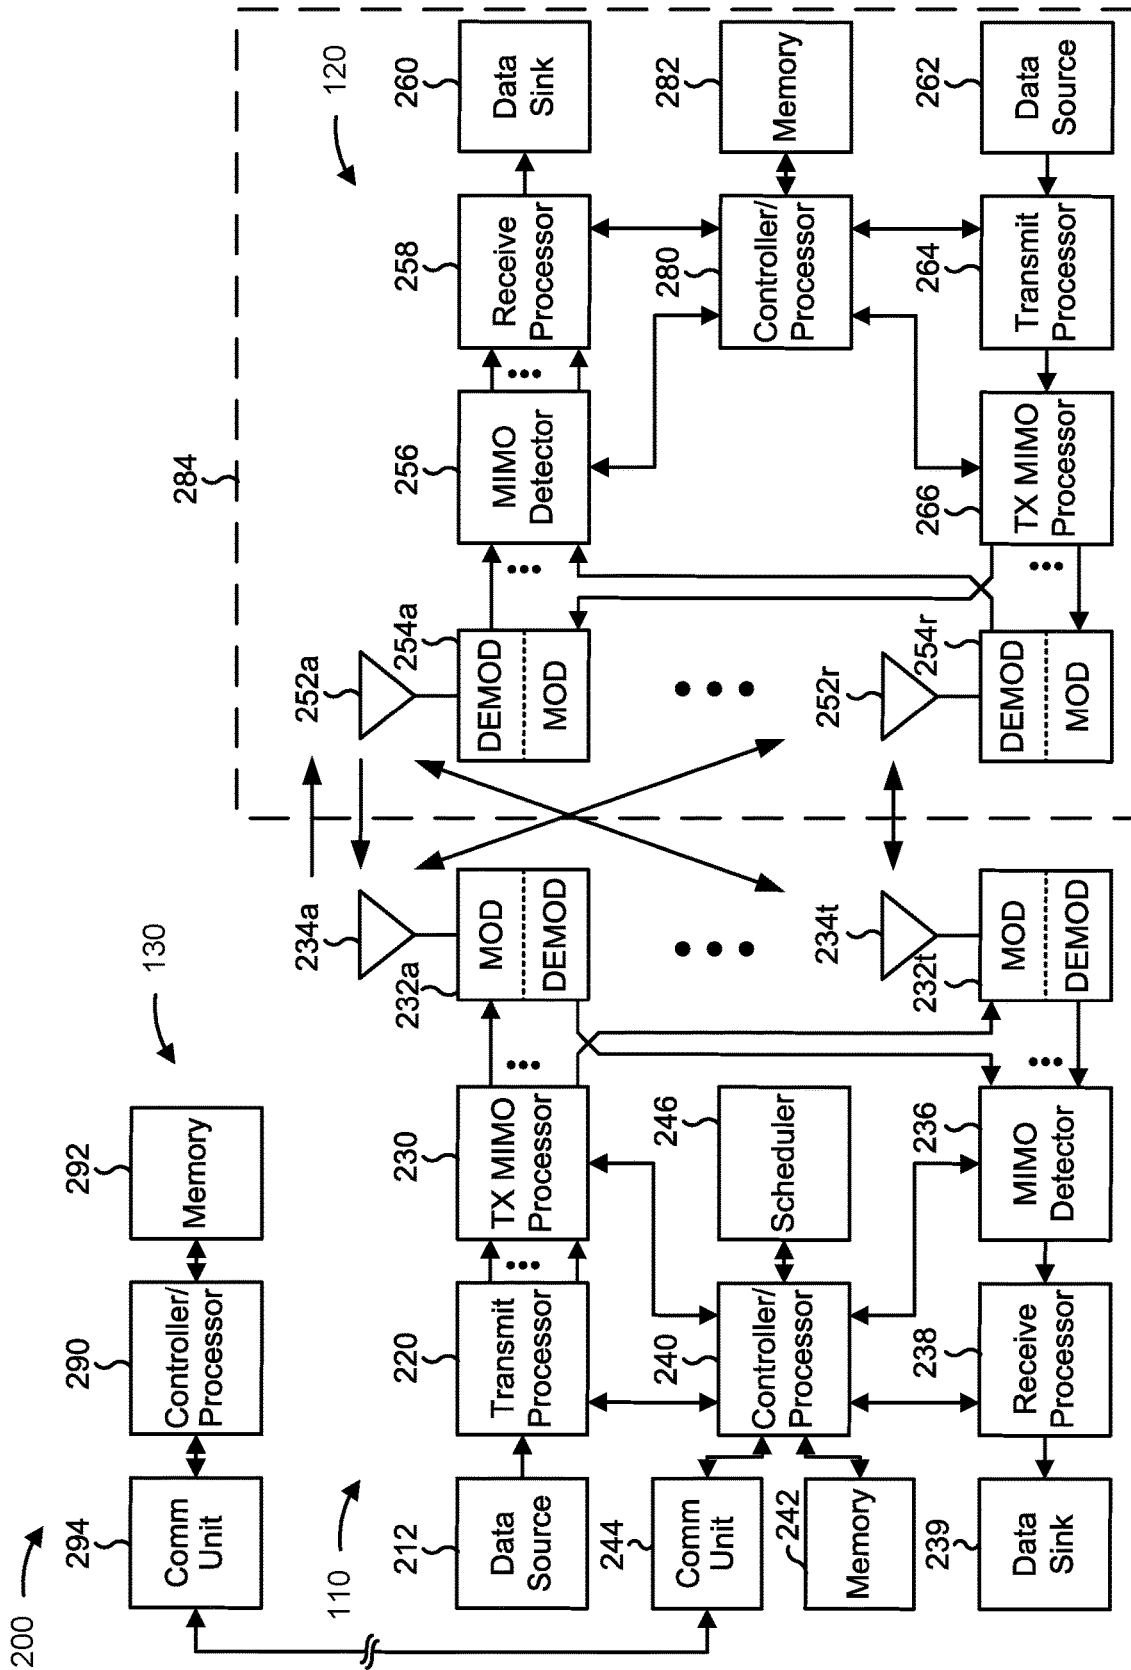 200
294
Comm
Unit
290
Controller/
Processor
292
Memory
130
284
110
120
212
Data
Source
220
Transmit
Processor
230
TX MIMO
Processor
232a
MOD
DEMOD
234a
252a
254a
DEMOD
MOD
256
MIMO
Detector
258
Receive
Processor
260
Data
Sink
244
Comm
Unit
242
Memory
240
Controller/
Processor
246
Scheduler
280
Controller/
Processor
282
Memory
239
Data
Sink
238
Receive
Processor
236
MIMO
Detector
232t
MOD
DEMOD
234t
252r
254r
DEMOD
MOD
266
TX MIMO
Processor
264
Transmit
Processor
262
Data
Source